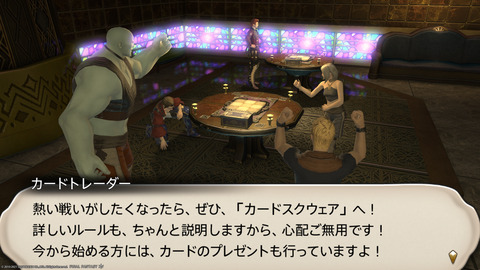 カードトレーダー
熱い戦いがしたくなったら、ぜひ、「カードスクウェア」へ！
詳しいルールも、ちゃんと説明しますから、心配ご無用です！
今から始める方には、カードのプレゼントも行っていますよ！